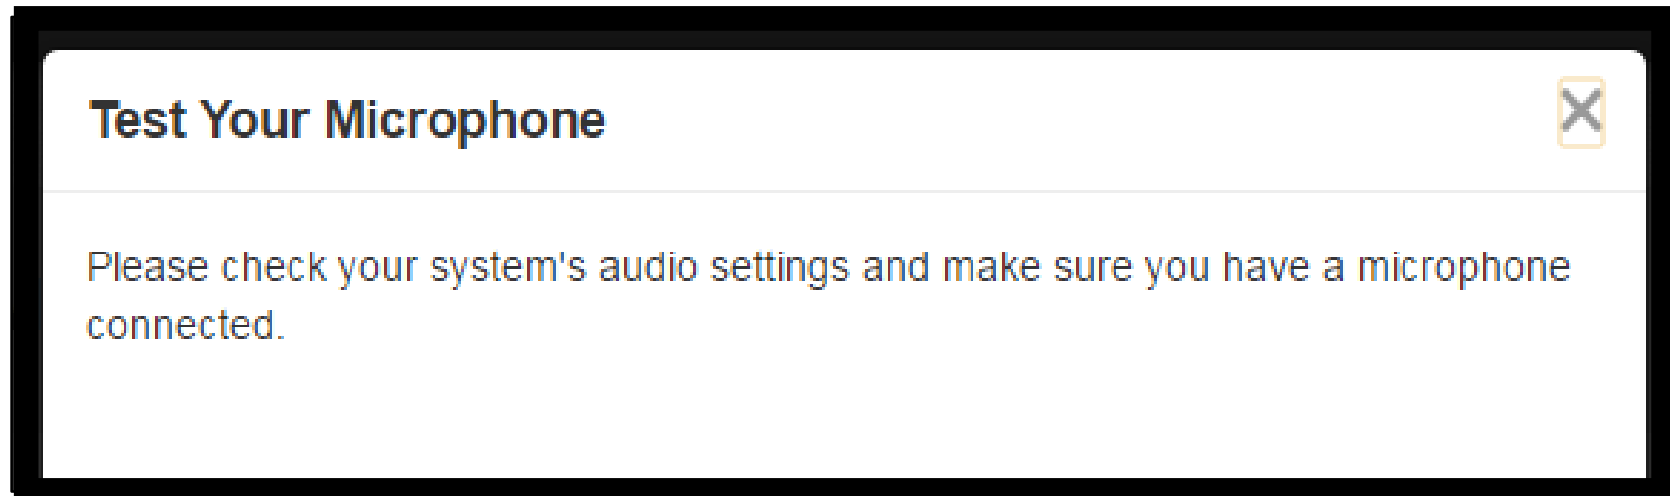 Test Your Microphone
Please check your system's audio settings and make sure you have a microphone
connected.